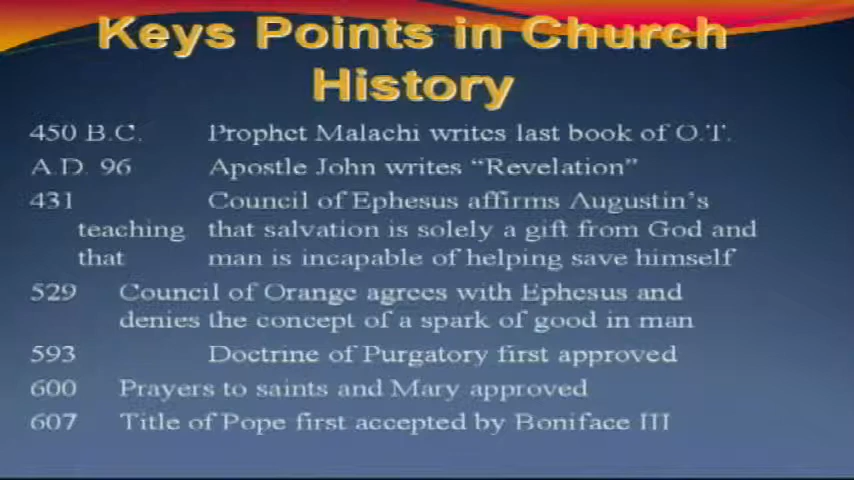 Keys Points in Church
History
450 B.C. Prophet Malachi writes last book of O.T.
A.D. 96 Apostle John writes “Revelation”
431 Council of Ephesus affirms Augustin’s
teaching that salvation is solely a gift from God and
that man is incapable of helping save himself
529 Council of Orange agrees with Ephesus and
denies the concept of a spark of good in man
593 Doctrine of Purgatory first approved
600 Prayers to saints and Mary approved
607 Title of Pope first accepted by Boniface III